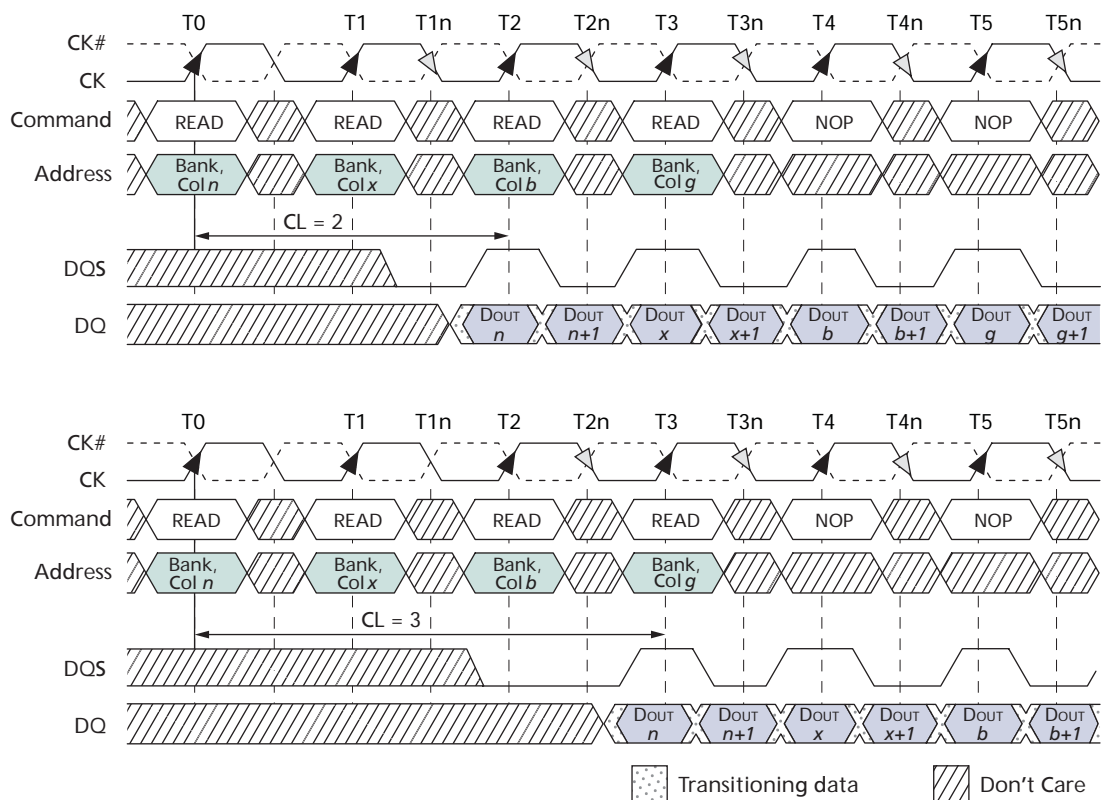 T0 T1 T1n T2 T2n T3 T3n T4 T4n T5 T5n
CK#
CK
Command READ READ READ READ NOP NOP
Address Bank, Col n Bank, Col x Bank, Col b Bank, Col g
CL = 2
DQS
DQ DOUT n DOUT n+1 DOUT x DOUT x+1 DOUT b DOUT b+1 DOUT g DOUT g+1
T0 T1 T1n T2 T2n T3 T3n T4 T4n T5 T5n
CK#
CK
Command READ READ READ READ NOP NOP
Address Bank, Col n Bank, Col x Bank, Col b Bank, Col g
CL = 3
DQS
DQ DOUT n DOUT n+1 DOUT x DOUT x+1 DOUT b DOUT b+1
Transitioning data Don't Care